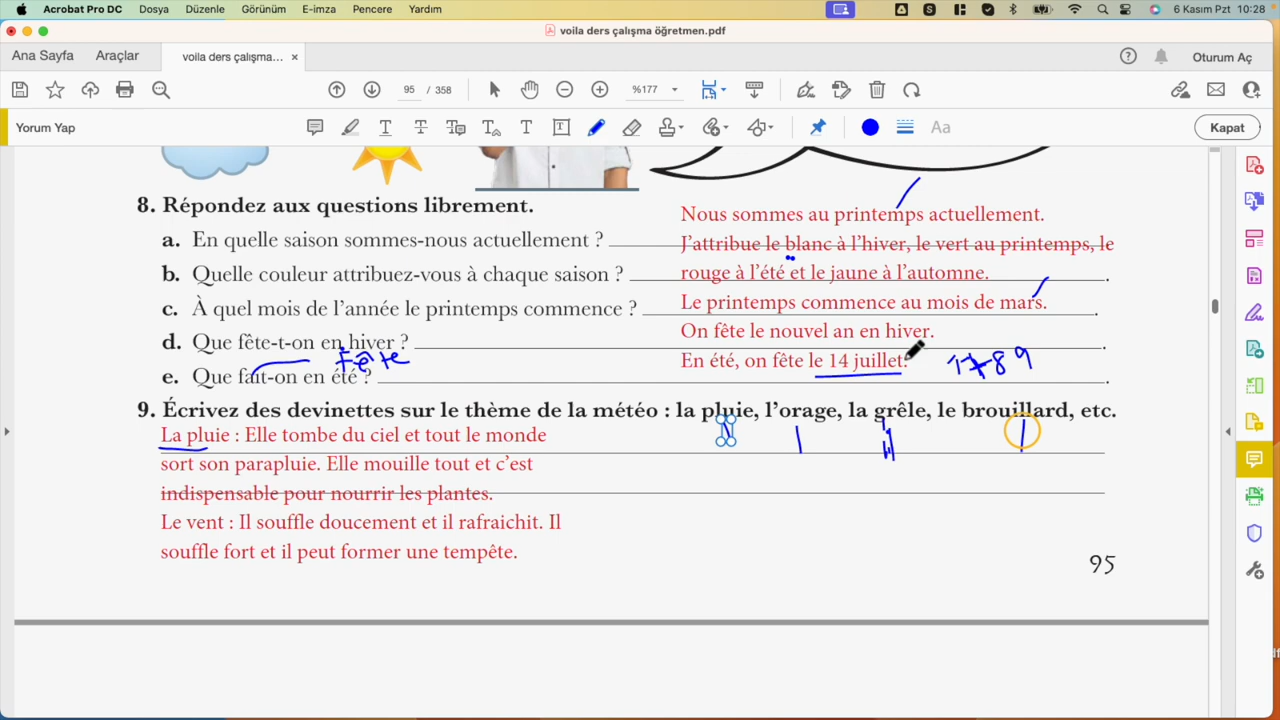 Acrobat Pro DC Dosya Düzenle Görünüm E-imza Pencere Yardım 6 Kasım Pzt 10:28
voila ders çalışma öğretmen.pdf
Ana Sayfa Araçlar voila ders çalışma... × Oturum Aç
95 / 358 %177
Yorum Yap Aa Kapat
8. Répondez aux questions librement.
Nous sommes au printemps actuellement.
a. En quelle saison sommes-nous actuellement ?
J'attribue le blanc à l'hiver, le vert au printemps, le
rouge à l'été et le jaune à l'automne.
b. Quelle couleur attribuez-vous à chaque saison ? .
Le printemps commence au mois de mars.
c. À quel mois de l'année le printemps commence ? .
On fête le nouvel an en hiver.
d. Que fête-t-on en hiver ? .
En été, on fête le 14 juillet. 1789
fête
e. Que fait-on en été ? .
9. Écrivez des devinettes sur le thème de la météo : la pluie, l'orage, la grêle, le brouillard, etc.
La pluie : Elle tombe du ciel et tout le monde
sort son parapluie. Elle mouille tout et c'est
indispensable pour nourrir les plantes.
Le vent : Il souffle doucement et il rafraichit. Il
souffle fort et il peut former une tempête.
95